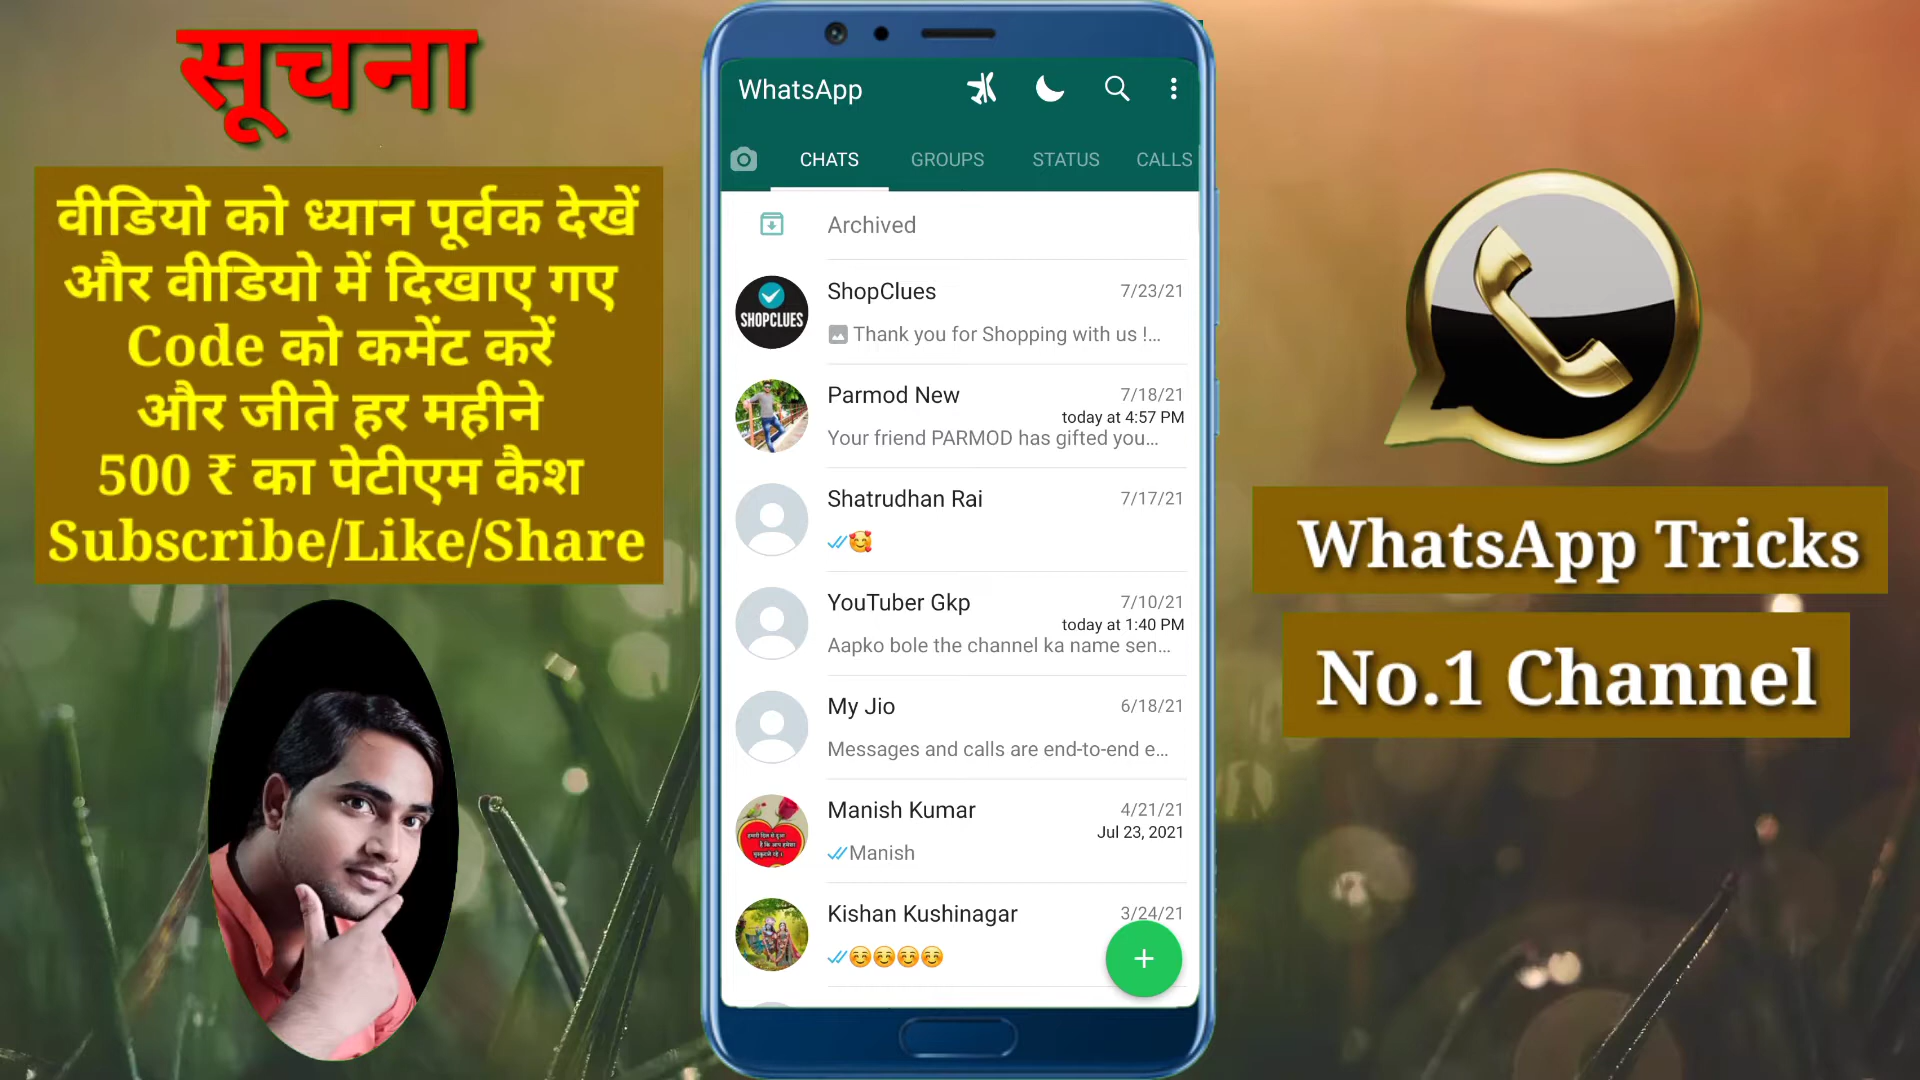 सूचना
वीडियो को ध्यान पूर्वक देखें
और वीडियो में दिखाए गए
Code को कमेंट करें
और जीते हर महीने
500 ₹ का पेटीएम कैश
Subscribe/Like/Share
WhatsApp
CHATS GROUPS STATUS CALLS
Archived
SHOPCLUES
ShopClues 7/23/21
Thank you for Shopping with us !...
Parmod New 7/18/21
today at 4:57 PM
Your friend PARMOD has gifted you...
Shatrudhan Rai 7/17/21
🥰
YouTuber Gkp 7/10/21
today at 1:40 PM
Aapko bole the channel ka name sen...
My Jio 6/18/21
Messages and calls are end-to-end e...
Manish Kumar 4/21/21
Jul 23, 2021
Manish
Kishan Kushinagar 3/24/21
☺️☺️☺️☺️
WhatsApp Tricks
No.1 Channel